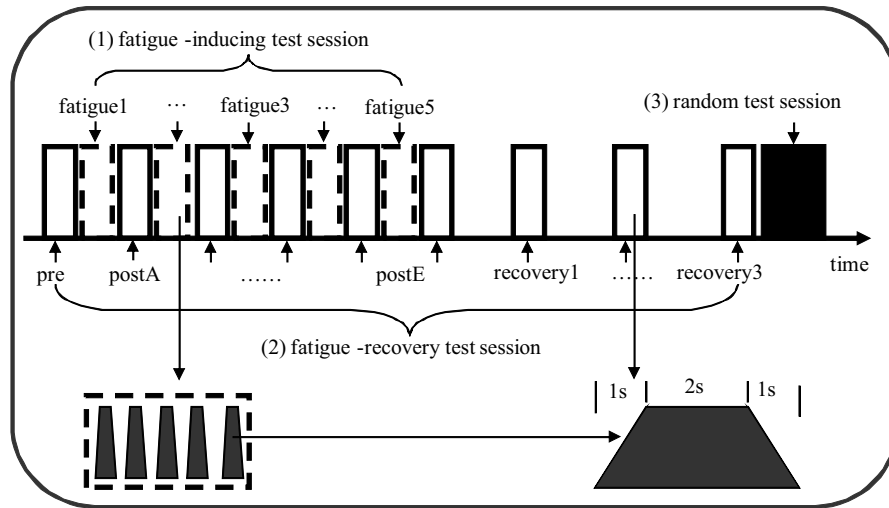 (1) fatigue -inducing test session
fatigue1 … fatigue3 … fatigue5
(3) random test session
pre postA …… postE recovery1 …… recovery3 time
(2) fatigue -recovery test session
1s 2s 1s